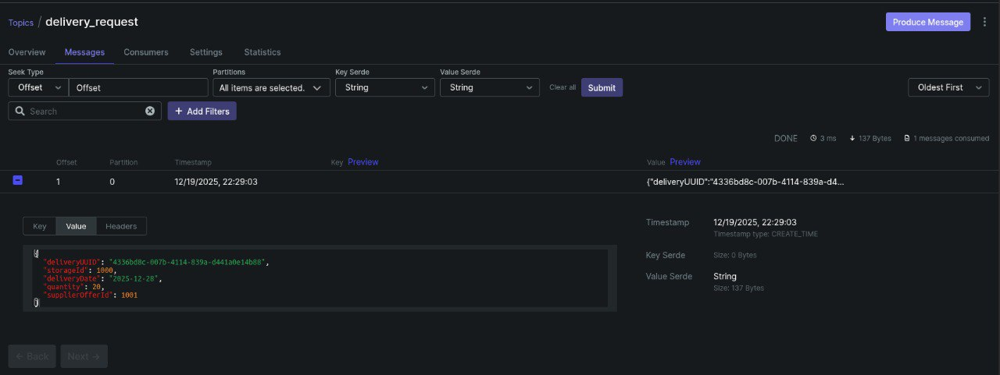 Topics / delivery_request
Produce Message
Overview Messages Consumers Settings Statistics
Seek Type Partitions Key Serde Value Serde
Offset Offset All items are selected. String String Clear all Submit Oldest First
Search + Add Filters
DONE 3 ms 137 Bytes 1 messages consumed
Offset Partition Timestamp Key Preview Value Preview
1 0 12/19/2025, 22:29:03 {"deliveryUUID":"4336bd8c-007b-4114-839a-d4...
Key Value Headers
{
"deliveryUUID": "4336bd8c-007b-4114-839a-d441a0e14b88",
"storageId": 1000,
"deliveryDate": "2025-12-28",
"quantity": 20,
"supplierOfferId": 1001
}
Timestamp 12/19/2025, 22:29:03
Timestamp type: CREATE_TIME
Key Serde Size: 0 Bytes
Value Serde String
Size: 137 Bytes
← Back Next →